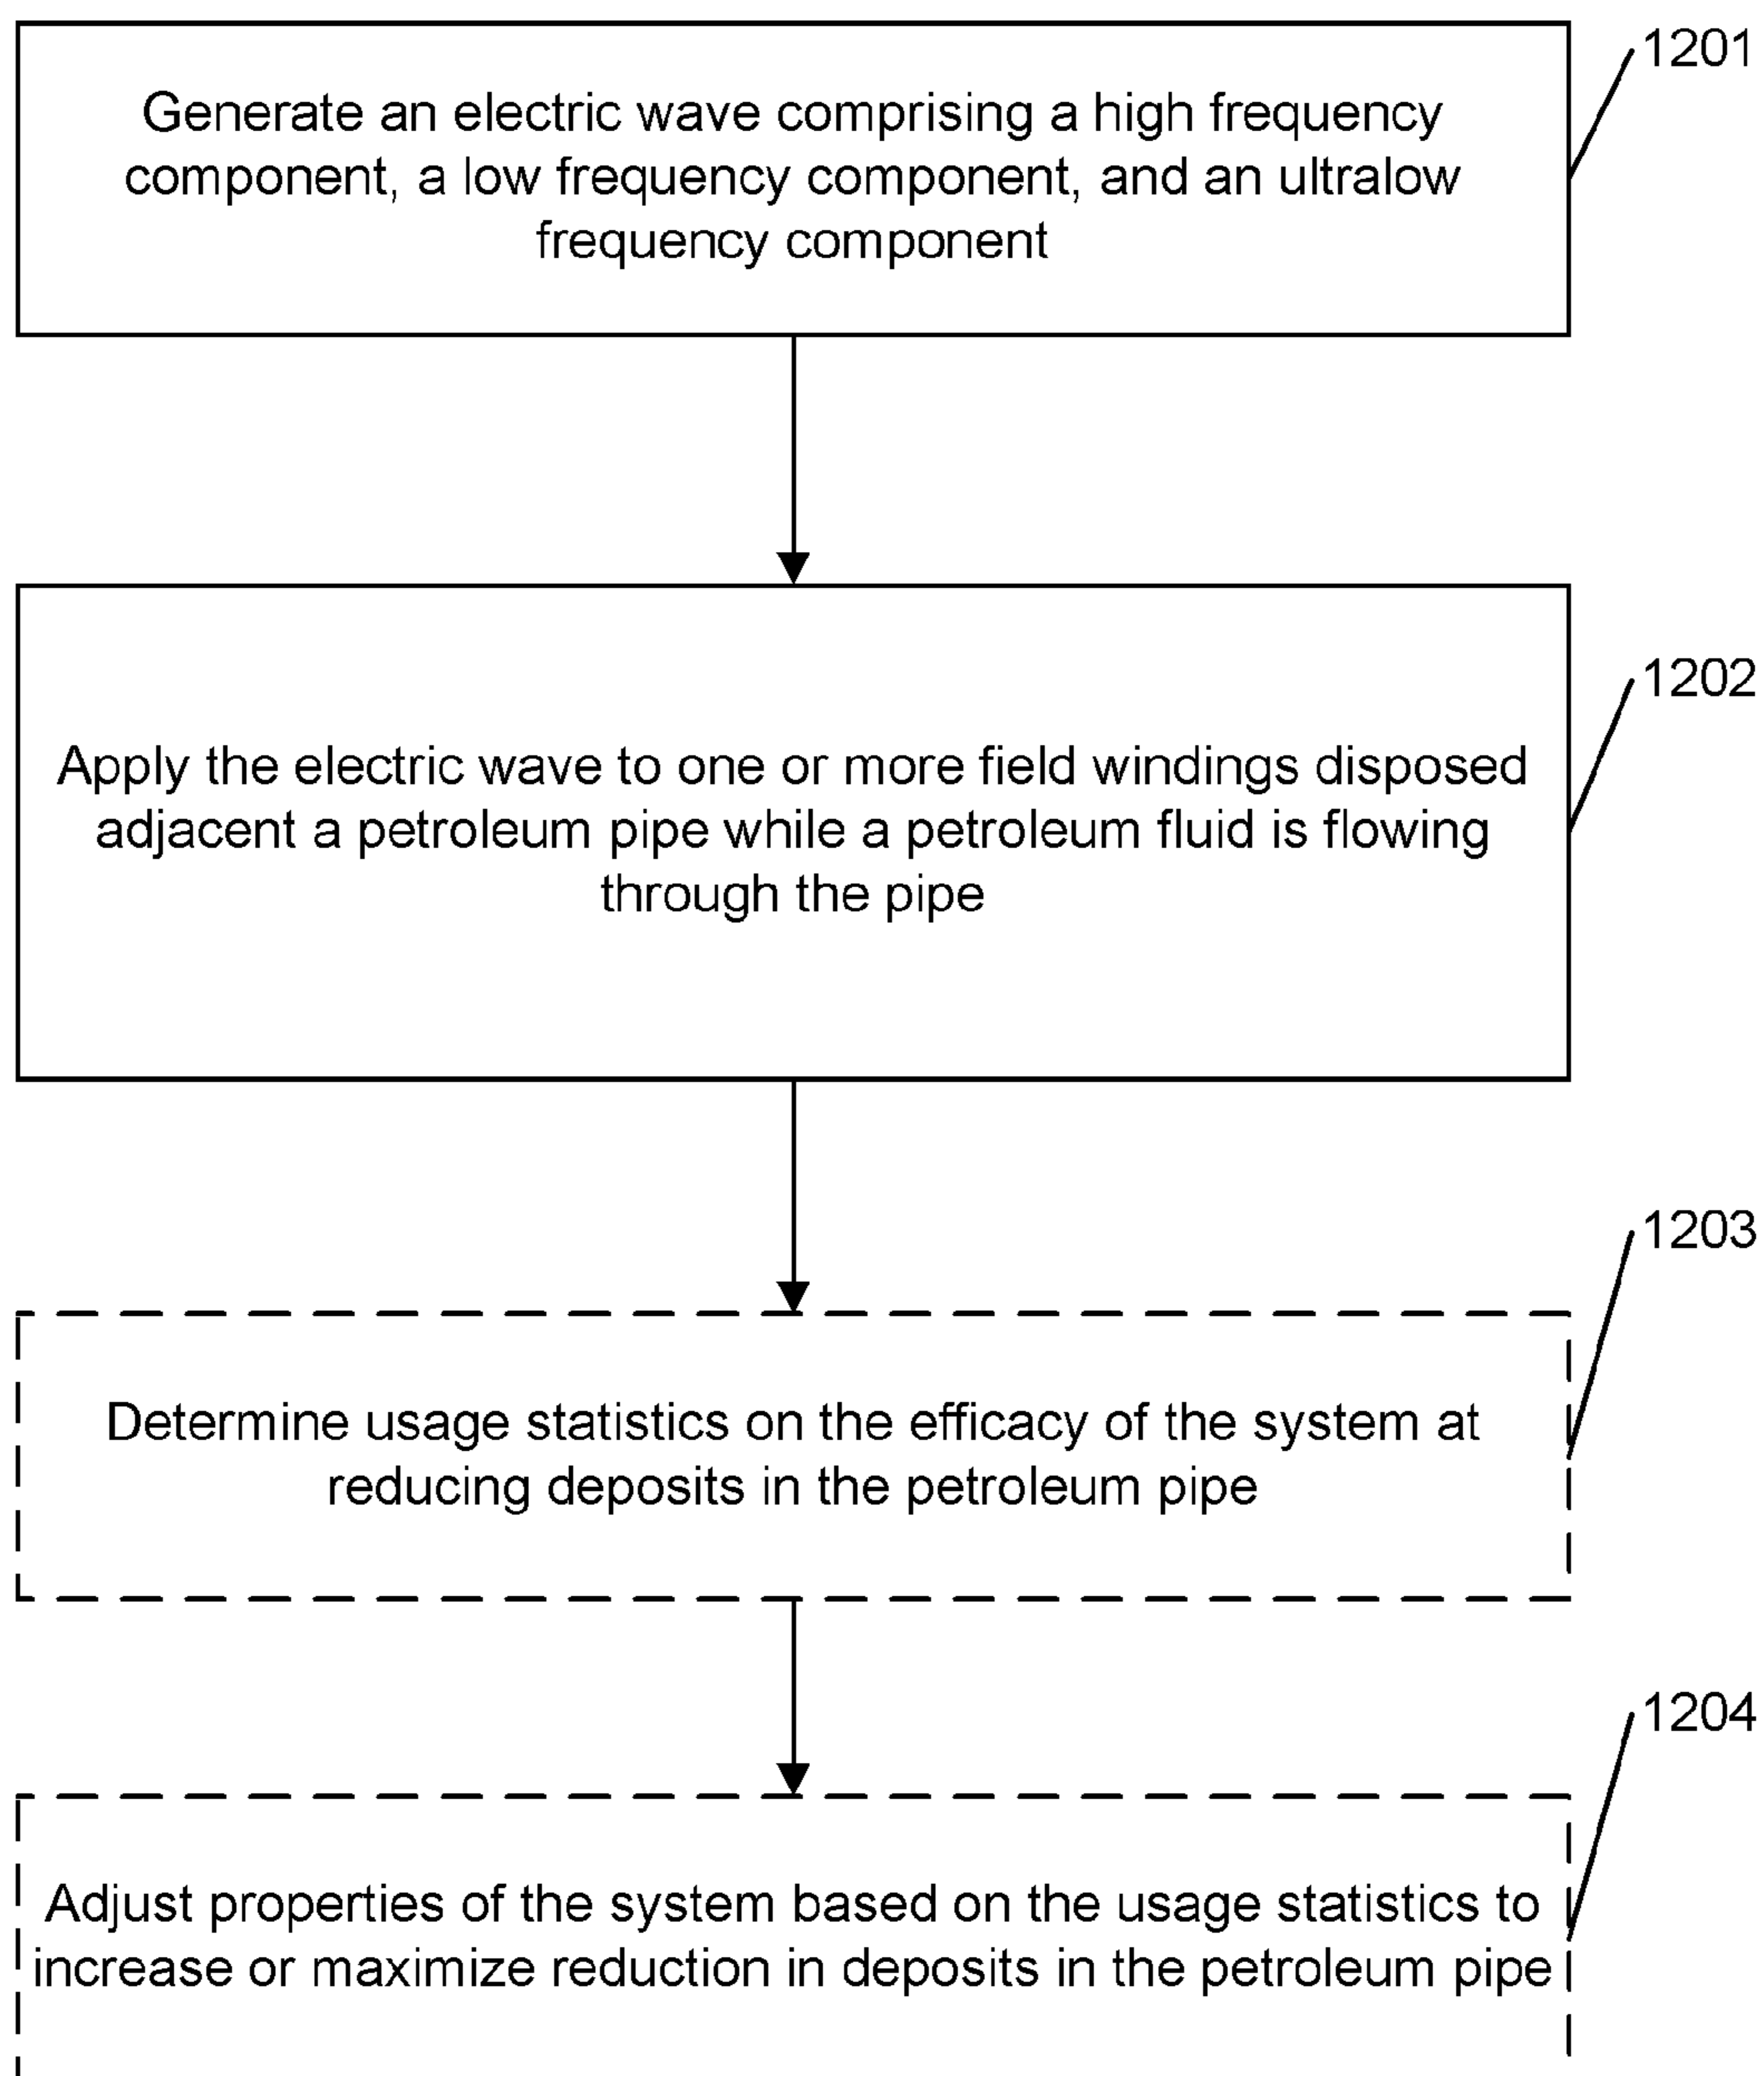 1201
Generate an electric wave comprising a high frequency
component, a low frequency component, and an ultralow
frequency component
1202
Apply the electric wave to one or more field windings disposed
adjacent a petroleum pipe while a petroleum fluid is flowing
through the pipe
1203
Determine usage statistics on the efficacy of the system at
reducing deposits in the petroleum pipe
1204
Adjust properties of the system based on the usage statistics to
increase or maximize reduction in deposits in the petroleum pipe